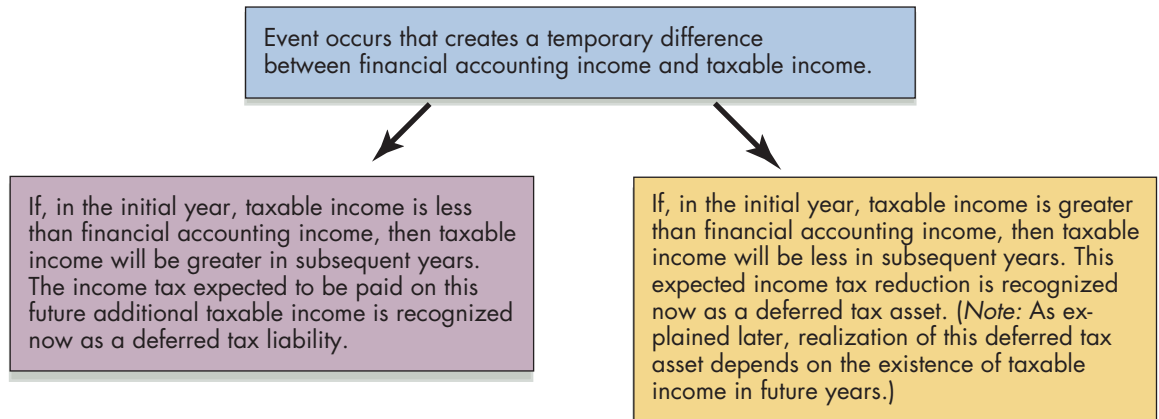 Event occurs that creates a temporary difference
between financial accounting income and taxable income.
If, in the initial year, taxable income is less
than financial accounting income, then taxable
income will be greater in subsequent years.
The income tax expected to be paid on this
future additional taxable income is recognized
now as a deferred tax liability.
If, in the initial year, taxable income is greater
than financial accounting income, then taxable
income will be less in subsequent years. This
expected income tax reduction is recognized
now as a deferred tax asset. (Note: As ex-
plained later, realization of this deferred tax
asset depends on the existence of taxable
income in future years.)